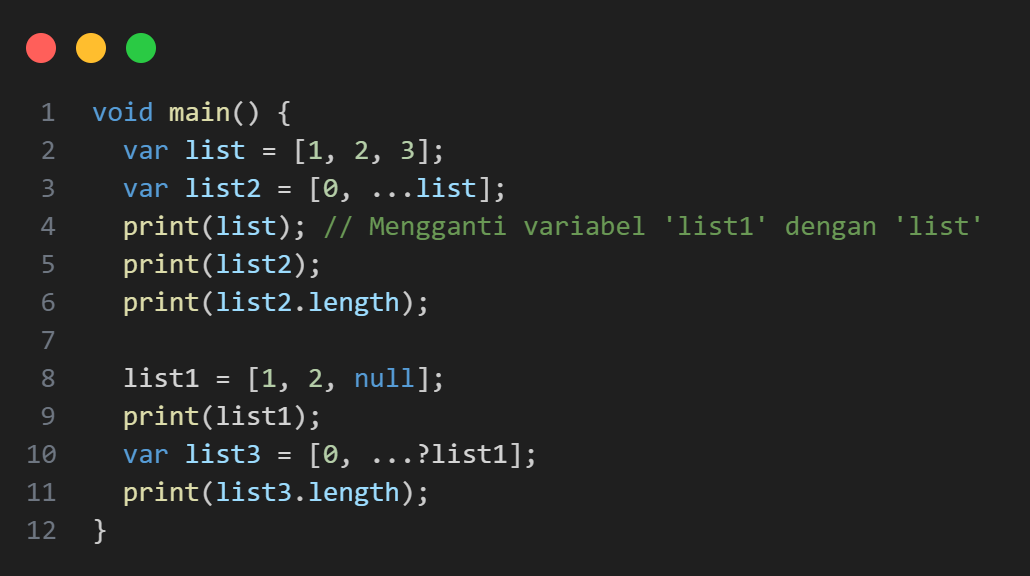 1 void main() {
2   var list = [1, 2, 3];
3   var list2 = [0, ...list];
4   print(list); // Mengganti variabel 'list1' dengan 'list'
5   print(list2);
6   print(list2.length);
7
8   list1 = [1, 2, null];
9   print(list1);
10   var list3 = [0, ...?list1];
11   print(list3.length);
12 }